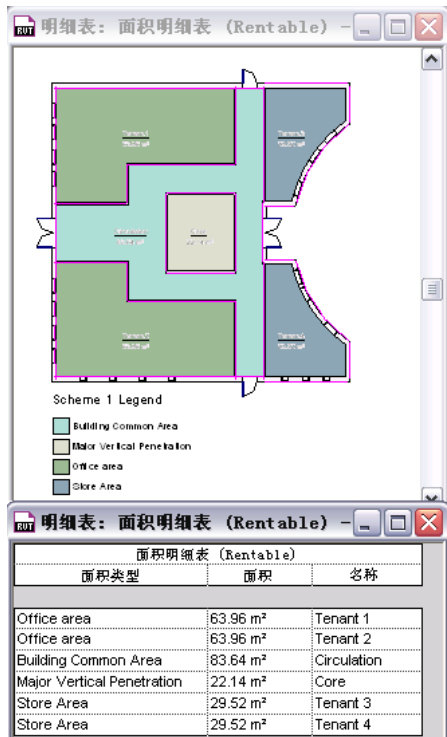 明细表: 面积明细表 (Rentable) -
Scheme 1 Legend
Building Common Area
Major Vertical Penetration
Office area
Store Area
明细表: 面积明细表 (Rentable) -
面积明细表 (Rentable)
面积类型 面积 名称
Office area 63.96 m² Tenant 1
Office area 63.96 m² Tenant 2
Building Common Area 83.64 m² Circulation
Major Vertical Penetration 22.14 m² Core
Store Area 29.52 m² Tenant 3
Store Area 29.52 m² Tenant 4